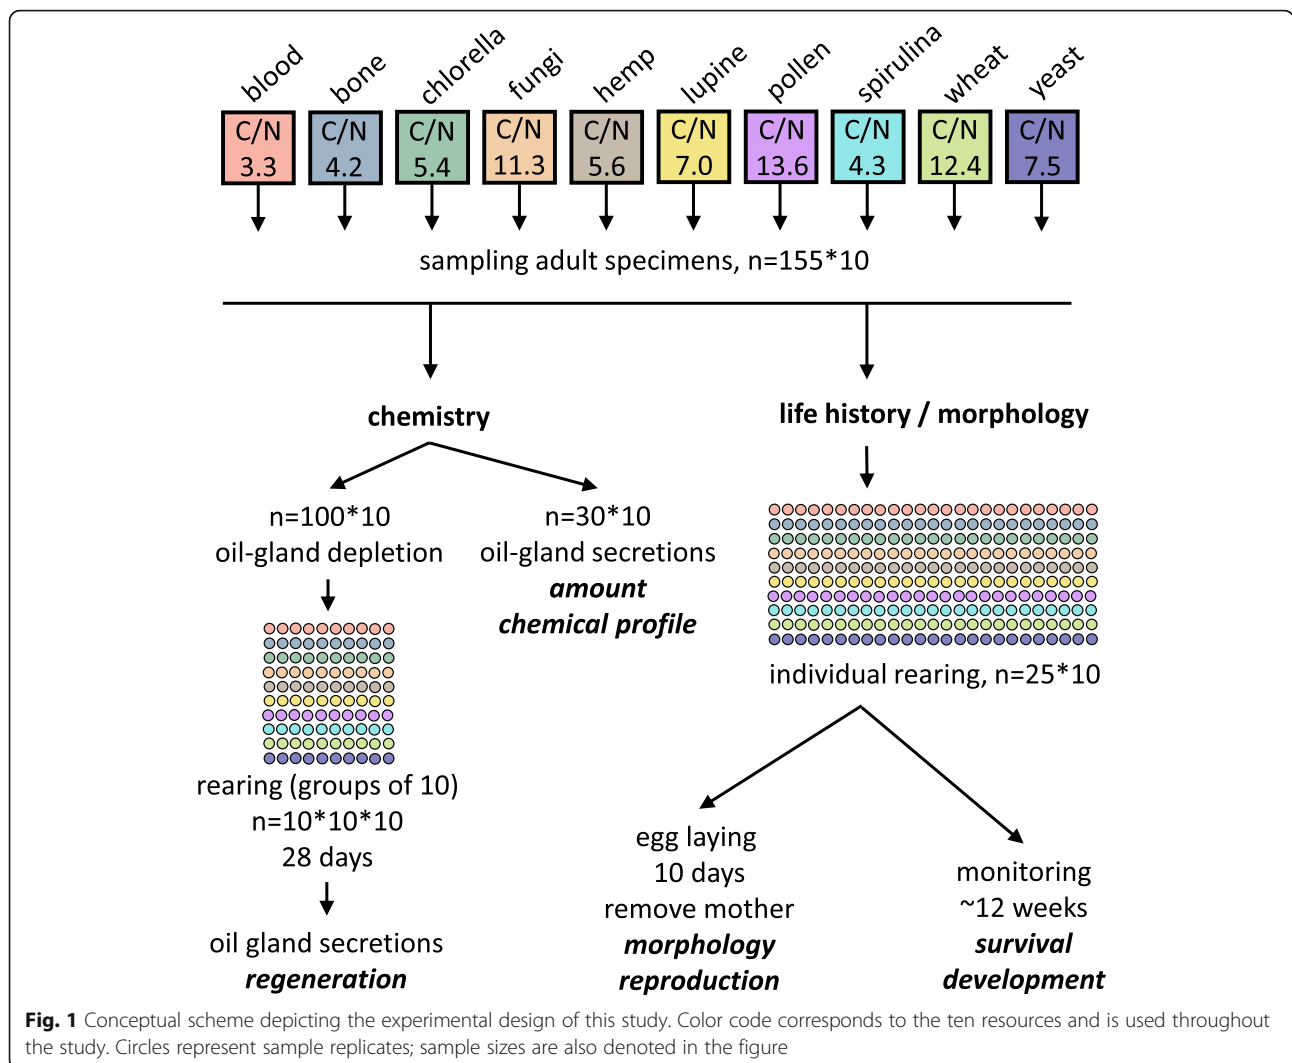 blood bone chlorella fungi hemp lupine pollen spirulina wheat yeast
C/N C/N C/N C/N C/N C/N C/N C/N C/N C/N
3.3 4.2 5.4 11.3 5.6 7.0 13.6 4.3 12.4 7.5
sampling adult specimens, n=155*10
chemistry
life history / morphology
n=100*10
oil-gland depletion
n=30*10
oil-gland secretions
amount
chemical profile
rearing (groups of 10)
n=10*10*10
28 days
oil gland secretions
regeneration
individual rearing, n=25*10
egg laying
10 days
remove mother
morphology
reproduction
monitoring
~12 weeks
survival
development
Fig. 1 Conceptual scheme depicting the experimental design of this study. Color code corresponds to the ten resources and is used throughout
the study. Circles represent sample replicates; sample sizes are also denoted in the figure